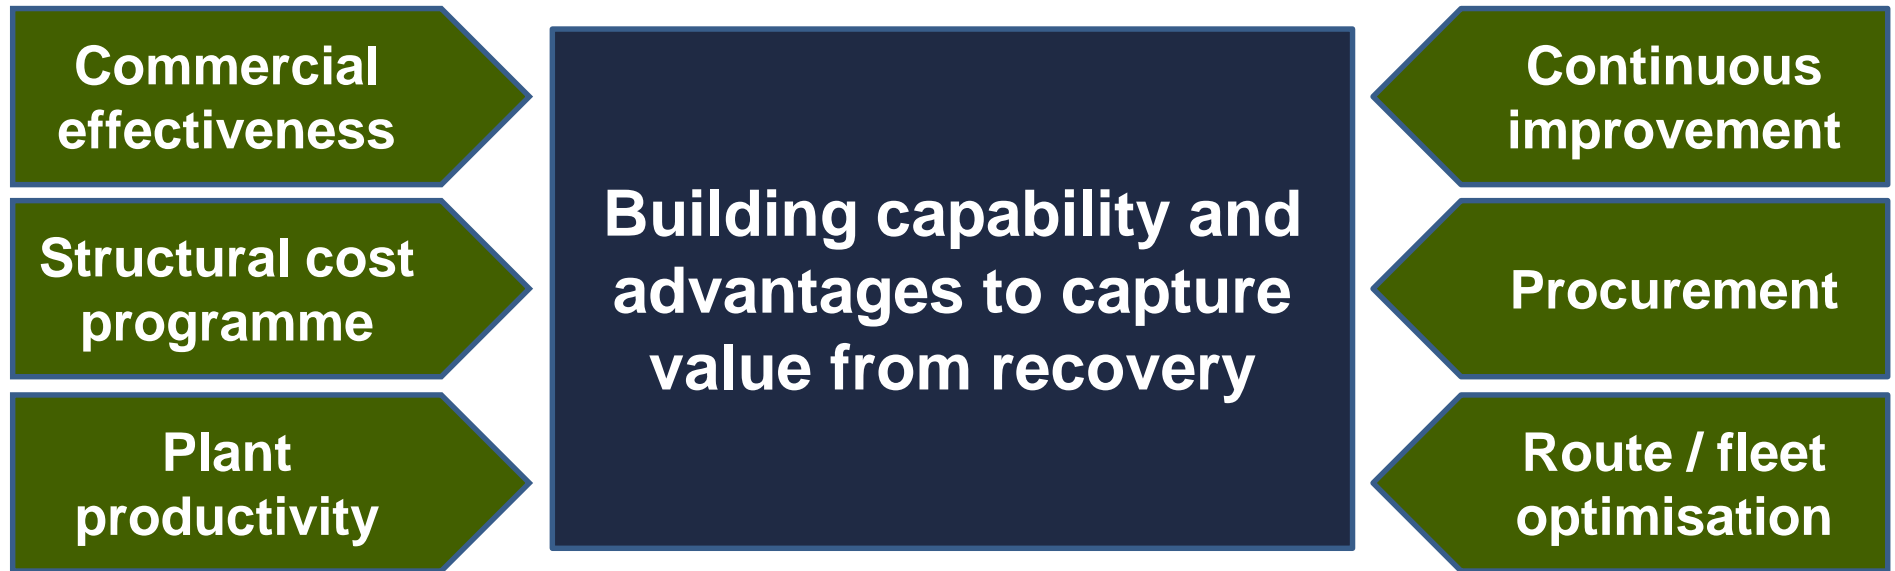 Commercial
effectiveness
Structural cost
programme
Plant
productivity
Building capability and
advantages to capture
value from recovery
Continuous
improvement
Procurement
Route / fleet
optimisation